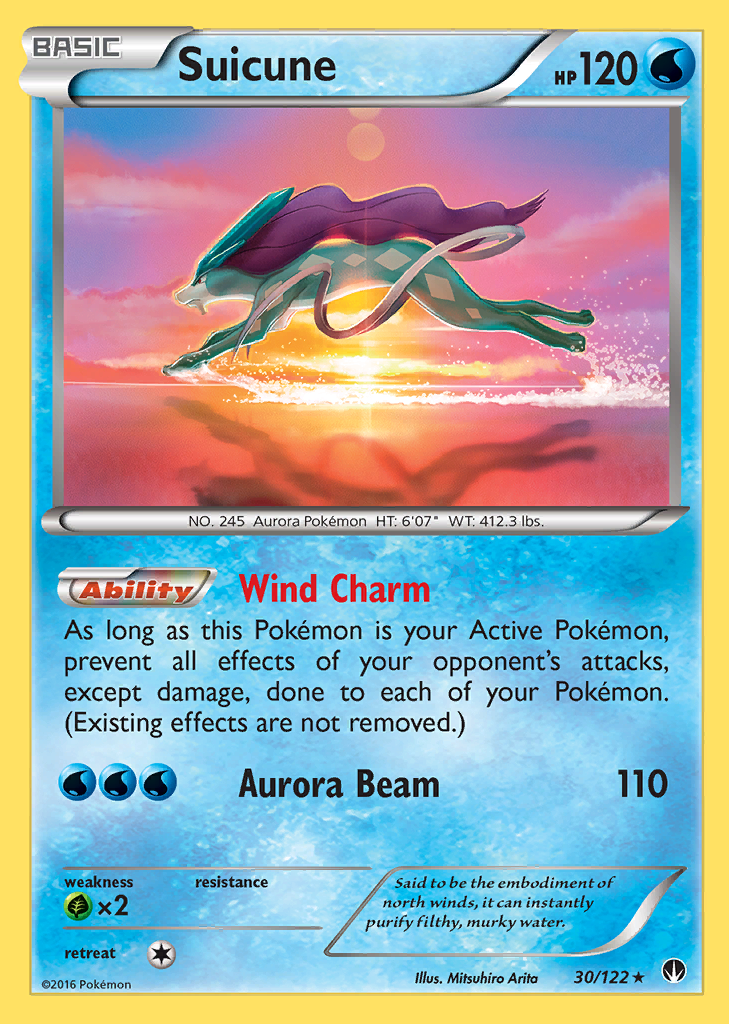 BASIC
Suicune
HP 120
NO. 245 Aurora Pokémon HT: 6'07" WT: 412.3 lbs.
Ability Wind Charm
As long as this Pokémon is your Active Pokémon,
prevent all effects of your opponent's attacks,
except damage, done to each of your Pokémon.
(Existing effects are not removed.)
Aurora Beam 110
weakness resistance
×2
Said to be the embodiment of
north winds, it can instantly
purify filthy, murky water.
retreat
©2016 Pokémon
Illus. Mitsuhiro Arita 30/122 ★